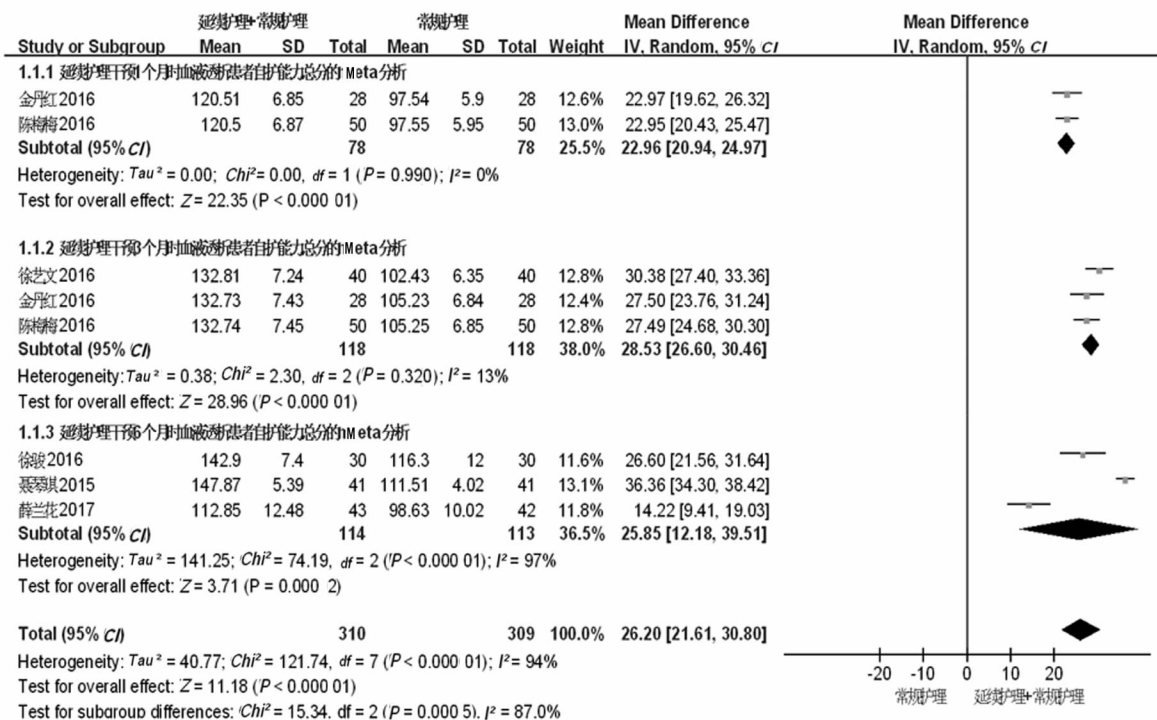 延续护理+常规护理 常规护理 Mean Difference Mean Difference
Study or Subgroup Mean SD Total Mean SD Total Weight IV, Random, 95% CI IV, Random, 95% CI
1.1.1 延续护理干预1个月时血液透析患者自护能力总分的Meta分析
金丹红2016 120.51 6.85 28 97.54 5.9 28 12.6% 22.97 [19.62, 26.32]
陈梅梅2016 120.5 6.87 50 97.55 5.95 50 13.0% 22.95 [20.43, 25.47]
Subtotal (95% CI) 78 78 25.5% 22.96 [20.94, 24.97]
Heterogeneity: Tau² = 0.00; Chi² = 0.00, df = 1 (P = 0.990); I² = 0%
Test for overall effect: Z = 22.35 (P < 0.000 01)
1.1.2 延续护理干预3个月时血液透析患者自护能力总分的Meta分析
徐艺文2016 132.81 7.24 40 102.43 6.35 40 12.8% 30.38 [27.40, 33.36]
金丹红2016 132.73 7.43 28 105.23 6.84 28 12.4% 27.50 [23.76, 31.24]
陈梅梅2016 132.74 7.45 50 105.25 6.85 50 12.8% 27.49 [24.68, 30.30]
Subtotal (95% CI) 118 118 38.0% 28.53 [26.60, 30.46]
Heterogeneity: Tau² = 0.38; Chi² = 2.30, df = 2 (P = 0.320); I² = 13%
Test for overall effect: Z = 28.96 (P < 0.000 01)
1.1.3 延续护理干预6个月时血液透析患者自护能力总分的Meta分析
徐骏2016 142.9 7.4 30 116.3 12 30 11.6% 26.60 [21.56, 31.64]
聂琴琪2015 147.87 5.39 41 111.51 4.02 41 13.1% 36.36 [34.30, 38.42]
薛兰花2017 112.85 12.48 43 98.63 10.02 42 11.8% 14.22 [9.41, 19.03]
Subtotal (95% CI) 114 113 36.5% 25.85 [12.18, 39.51]
Heterogeneity: Tau² = 141.25; Chi² = 74.19, df = 2 (P < 0.000 01); I² = 97%
Test for overall effect: Z = 3.71 (P = 0.000 2)
Total (95% CI) 310 309 100.0% 26.20 [21.61, 30.80]
Heterogeneity: Tau² = 40.77; Chi² = 121.74, df = 7 (P < 0.000 01); I² = 94%
Test for overall effect: Z = 11.18 (P < 0.000 01)
Test for subgroup differences: Chi² = 15.34, df = 2 (P = 0.000 5), I² = 87.0%
-20 -10 0 10 20
常规护理 延续护理+常规护理